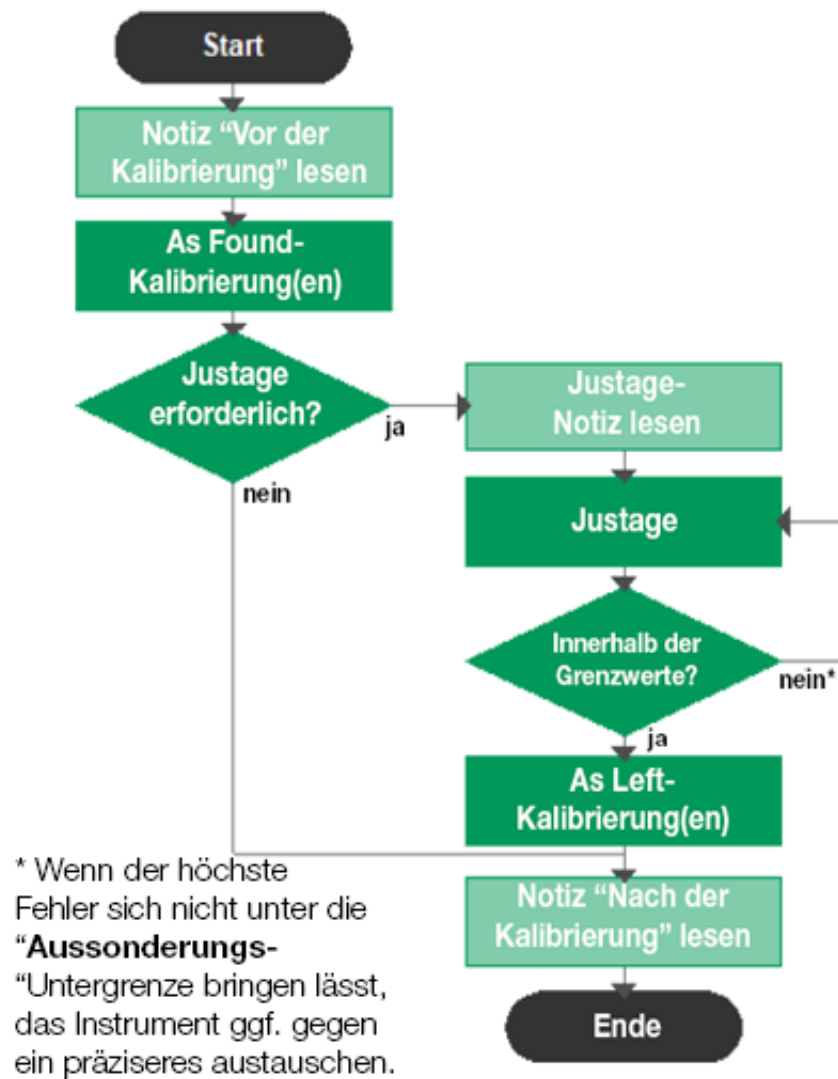 Start
Notiz “Vor der
Kalibrierung” lesen
As Found-
Kalibrierung(en)
Justage
erforderlich?
ja
nein
Justage-
Notiz lesen
Justage
Innerhalb der
Grenzwerte?
nein*
ja
As Left-
Kalibrierung(en)
Notiz “Nach der
Kalibrierung” lesen
Ende
* Wenn der höchste
Fehler sich nicht unter die
“Aussonderungs-
“Untergrenze bringen lässt,
das Instrument ggf. gegen
ein präziseres austauschen.